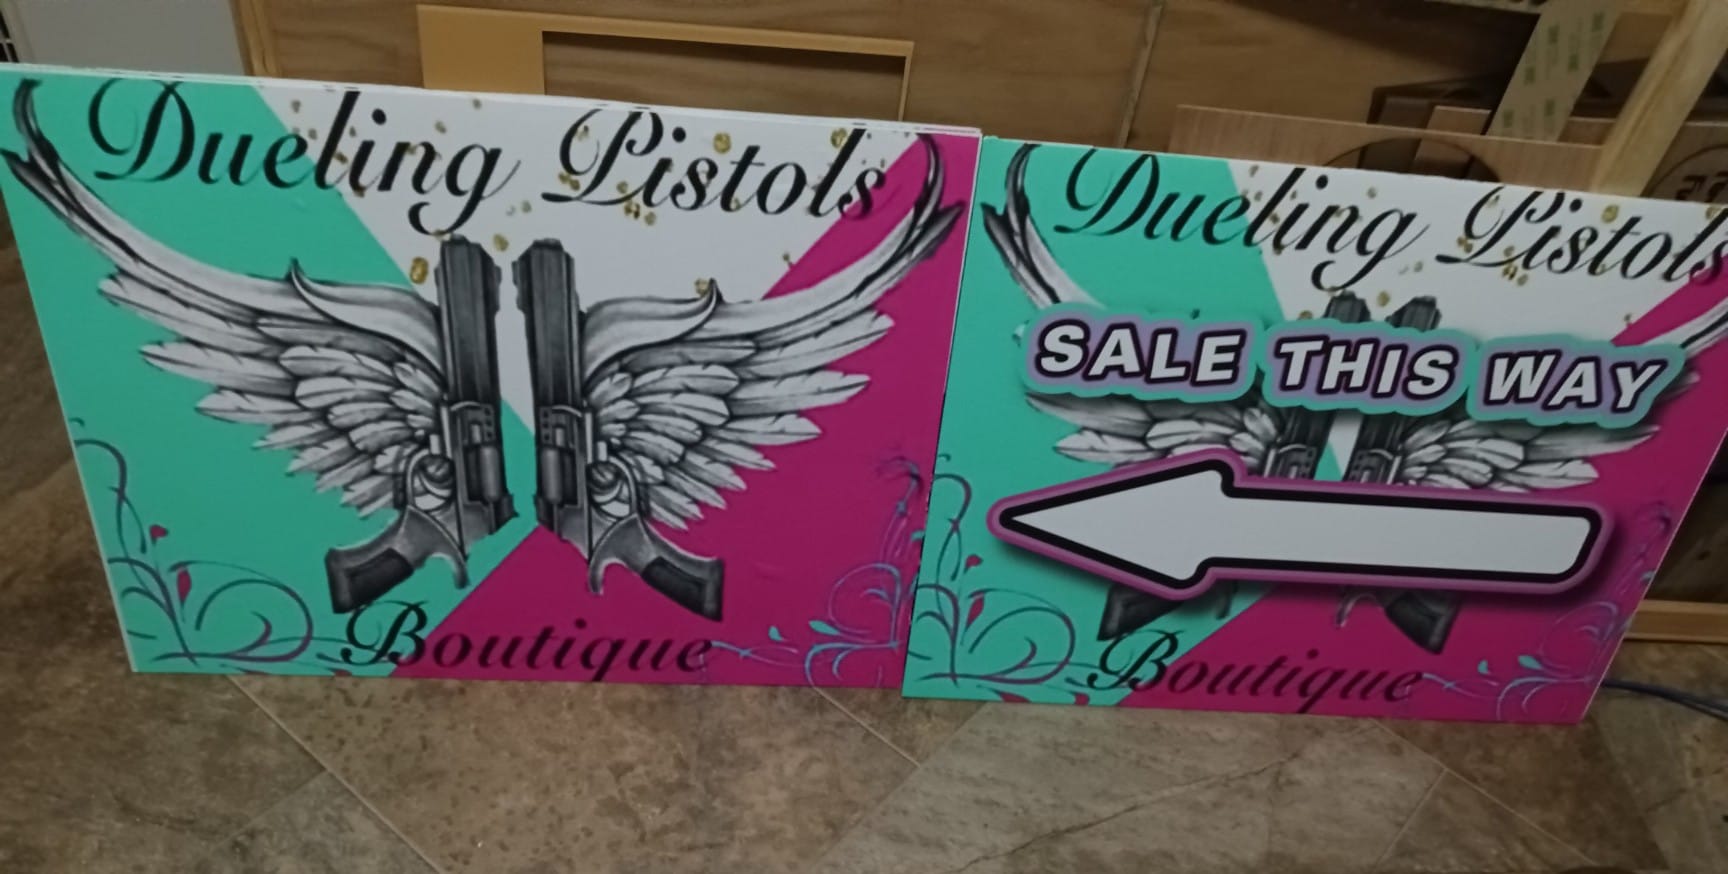 Dueling Pistols
Boutique
Dueling Pistols
SALE THIS WAY
Boutique